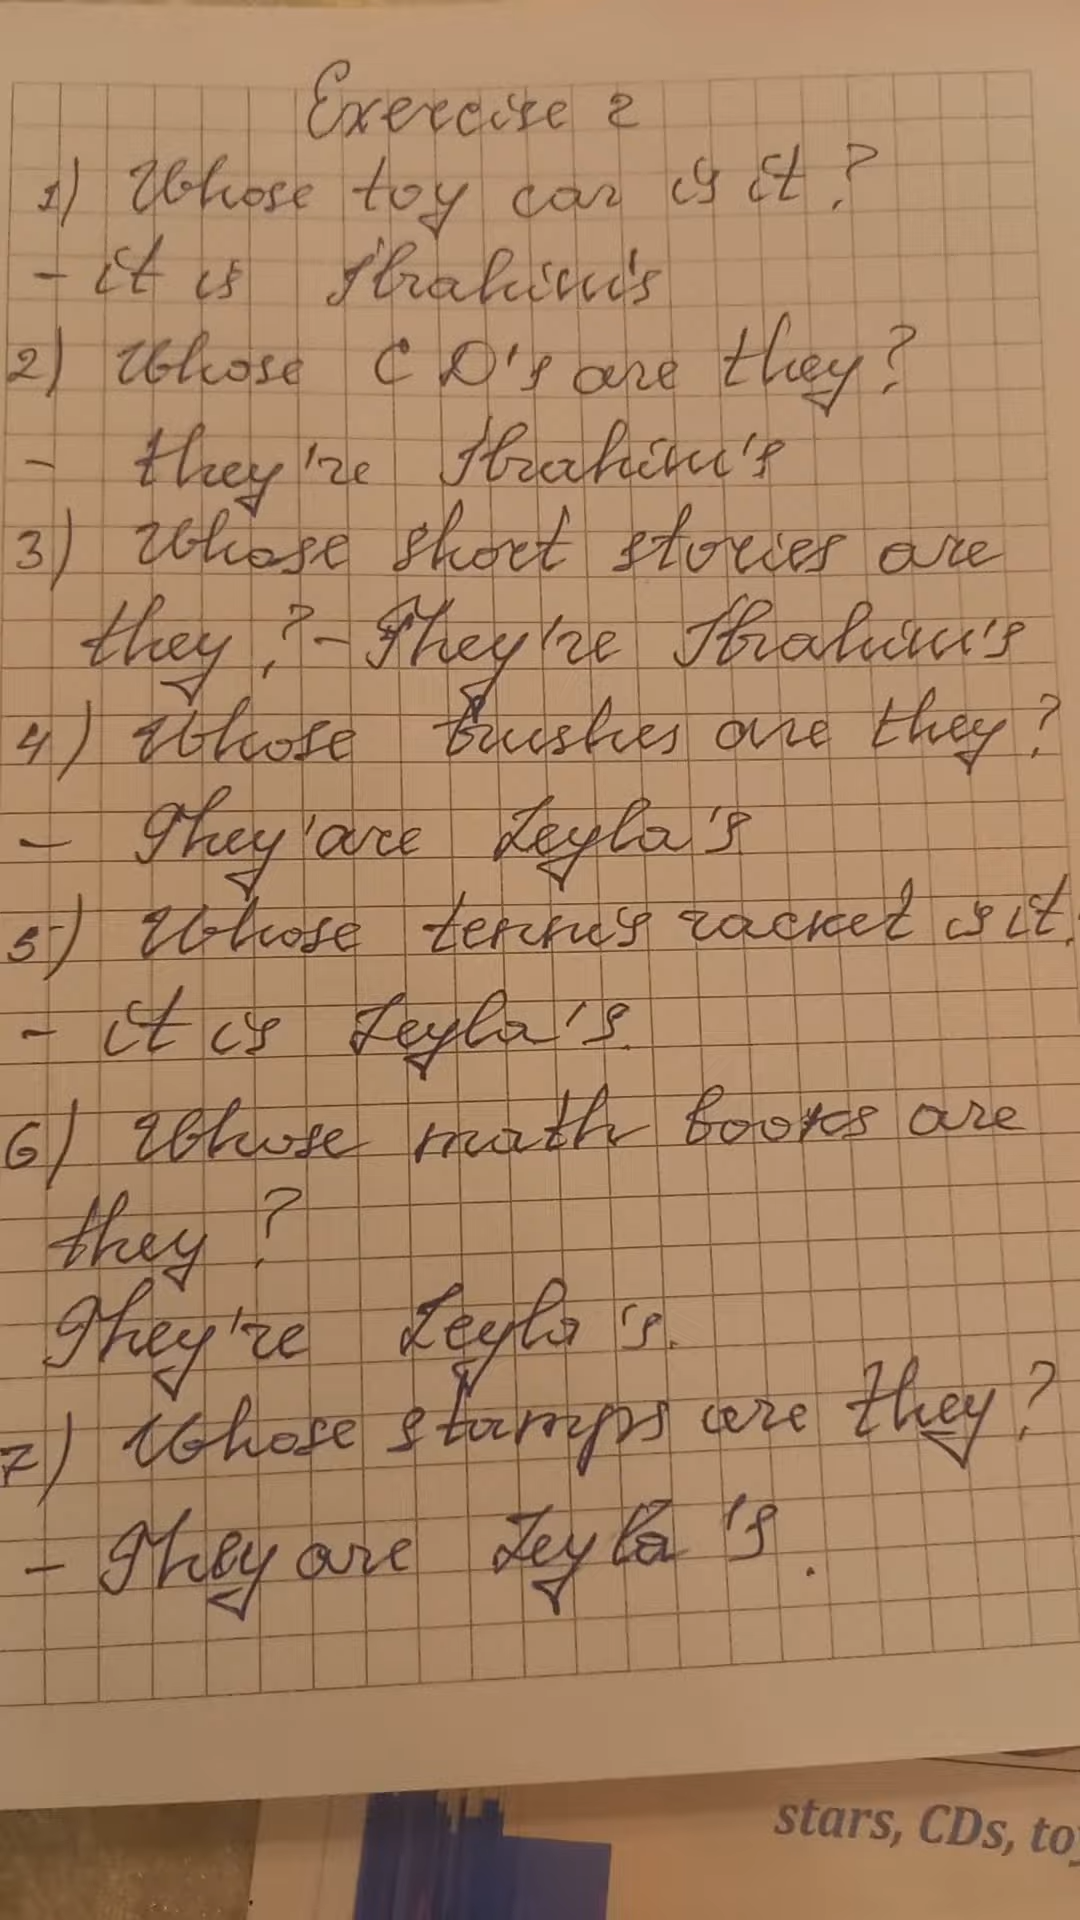 Exercise 2
1) Whose toy car is it?
- it is Ibrahim's
2) Whose CD's are they?
- they're Ibrahim's
3) Whose short stories are
they? - They're Ibrahim's
4) Whose brushes are they?
- They'are Leyla's
5) Whose tennis racket is it.
- it is Leyla's.
6) Whose math books are
they?
They're Leyla's.
7) Whose stamps are they?
- They are Leyla's.
stars, CDs, toy